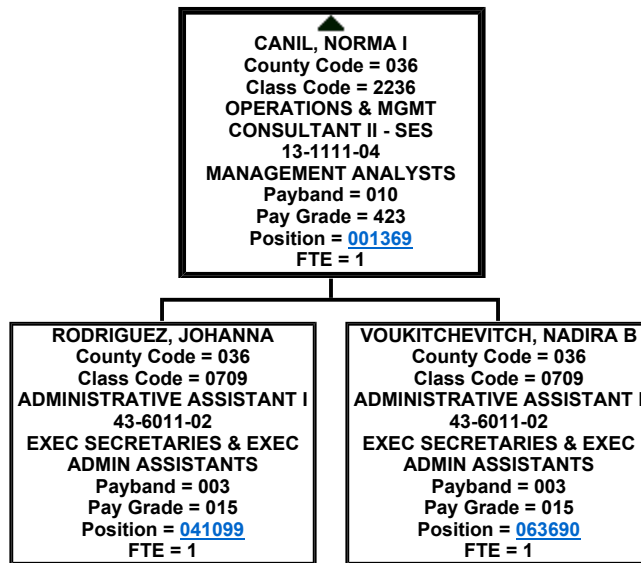 CANIL, NORMA I
County Code = 036
Class Code = 2236
OPERATIONS & MGMT
CONSULTANT II - SES
13-1111-04
MANAGEMENT ANALYSTS
Payband = 010
Pay Grade = 423
Position = 001369
FTE = 1
RODRIGUEZ, JOHANNA
County Code = 036
Class Code = 0709
ADMINISTRATIVE ASSISTANT I
43-6011-02
EXEC SECRETARIES & EXEC
ADMIN ASSISTANTS
Payband = 003
Pay Grade = 015
Position = 041099
FTE = 1
VOUKITCHEVITCH, NADIRA B
County Code = 036
Class Code = 0709
ADMINISTRATIVE ASSISTANT I
43-6011-02
EXEC SECRETARIES & EXEC
ADMIN ASSISTANTS
Payband = 003
Pay Grade = 015
Position = 063690
FTE = 1